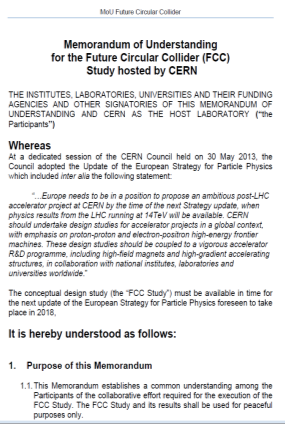 MoU Future Circular Collider
Memorandum of Understanding
for the Future Circular Collider (FCC)
Study hosted by CERN
THE INSTITUTES, LABORATORIES, UNIVERSITIES AND THEIR FUNDING
AGENCIES AND OTHER SIGNATORIES OF THIS MEMORANDUM OF
UNDERSTANDING AND CERN AS THE HOST LABORATORY ("the
Participants")
Whereas
At a dedicated session of the CERN Council held on 30 May 2013, the
Council adopted the Update of the European Strategy for Particle Physics
which included inter alia the following statement:
"…Europe needs to be in a position to propose an ambitious post-LHC
accelerator project at CERN by the time of the next Strategy update, when
physics results from the LHC running at 14TeV will be available. CERN
should undertake design studies for accelerator projects in a global context,
with emphasis on proton-proton and electron-positron high-energy frontier
machines. These design studies should be coupled to a vigorous accelerator
R&D programme, including high-field magnets and high-gradient accelerating
structures, in collaboration with national institutes, laboratories and
universities worldwide."
The conceptual design study (the "FCC Study") must be available in time for
the next update of the European Strategy for Particle Physics foreseen to take
place in 2018,
It is hereby understood as follows:
1. Purpose of this Memorandum
1.1. This Memorandum establishes a common understanding among the
Participants of the collaborative effort required for the execution of the
FCC Study. The FCC Study and its results shall be used for peaceful
purposes only.